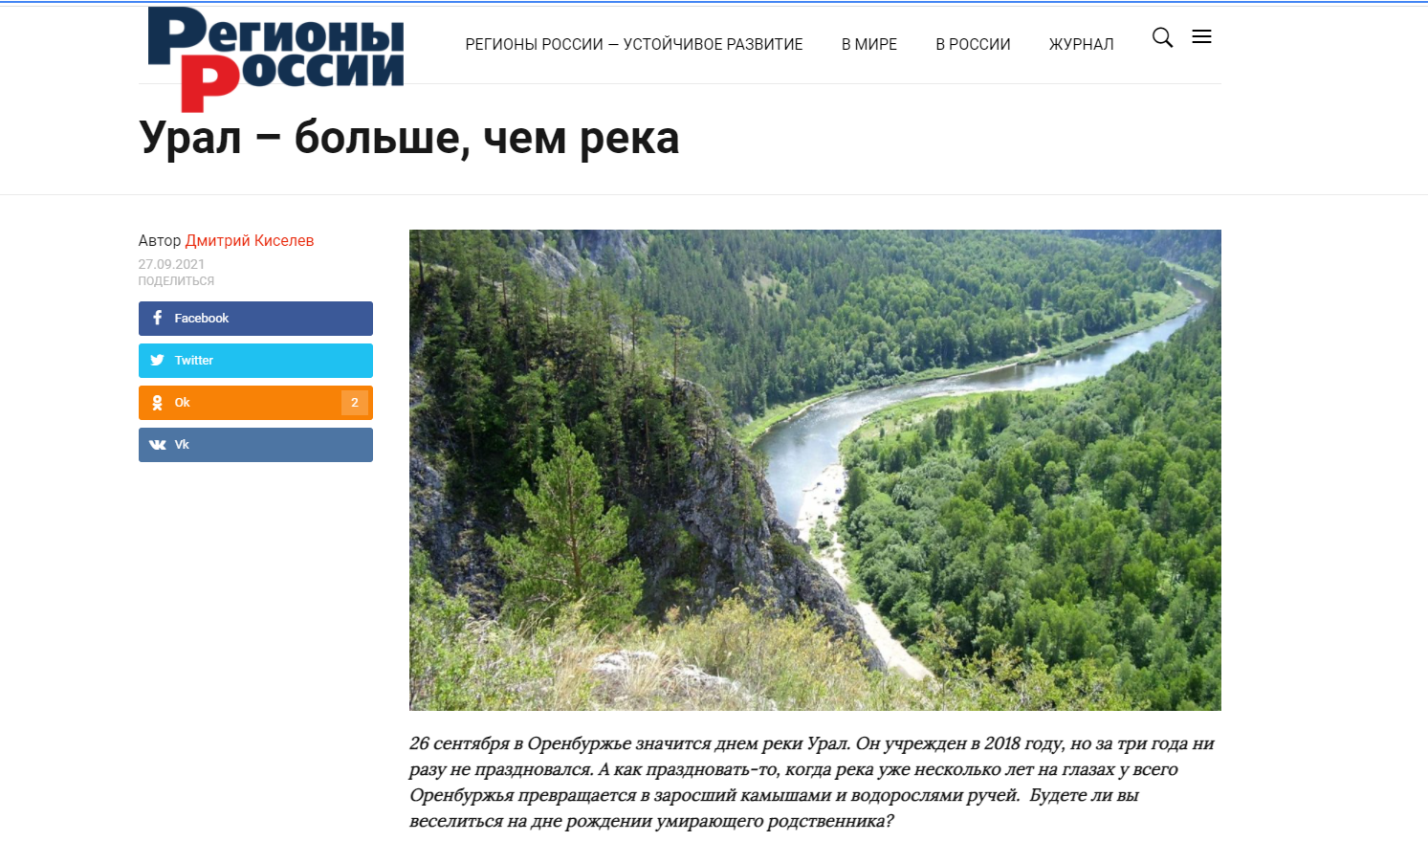 Регионы
России
РЕГИОНЫ РОССИИ — УСТОЙЧИВОЕ РАЗВИТИЕ
В МИРЕ
В РОССИИ
ЖУРНАЛ
Урал – больше, чем река
Автор Дмитрий Киселев
27.09.2021
ПОДЕЛИТЬСЯ
Facebook
Twitter
Ok 2
Vk
26 сентября в Оренбуржье значится днем реки Урал. Он учрежден в 2018 году, но за три года ни
разу не праздновался. А как праздновать-то, когда река уже несколько лет на глазах у всего
Оренбуржья превращается в заросший камышами и водорослями ручей. Будете ли вы
веселиться на дне рождении умирающего родственника?